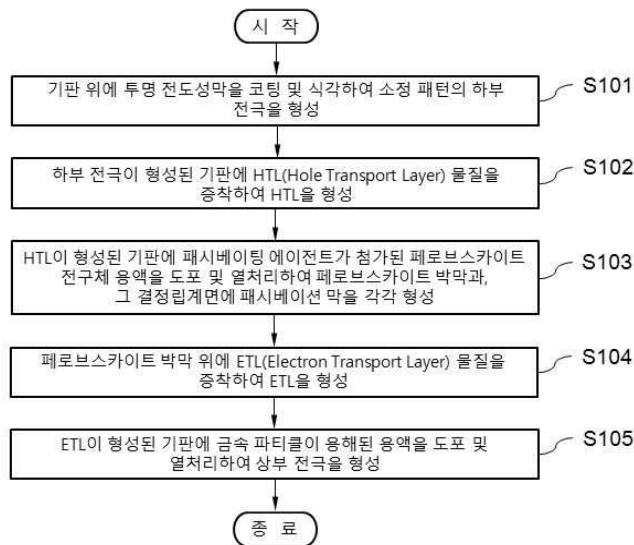 시 작
기판 위에 투명 전도성막을 코팅 및 식각하여 소정 패턴의 하부
전극을 형성
S101
하부 전극이 형성된 기판에 HTL(Hole Transport Layer) 물질을
증착하여 HTL을 형성
S102
HTL이 형성된 기판에 패시베이팅 에이전트가 첨가된 페로브스카이트
전구체 용액을 도포 및 열처리하여 페로브스카이트 박막과,
그 결정립계면에 패시베이션 막을 각각 형성
S103
페로브스카이트 박막 위에 ETL(Electron Transport Layer) 물질을
증착하여 ETL을 형성
S104
ETL이 형성된 기판에 금속 파티클이 용해된 용액을 도포 및
열처리하여 상부 전극을 형성
S105
종 료